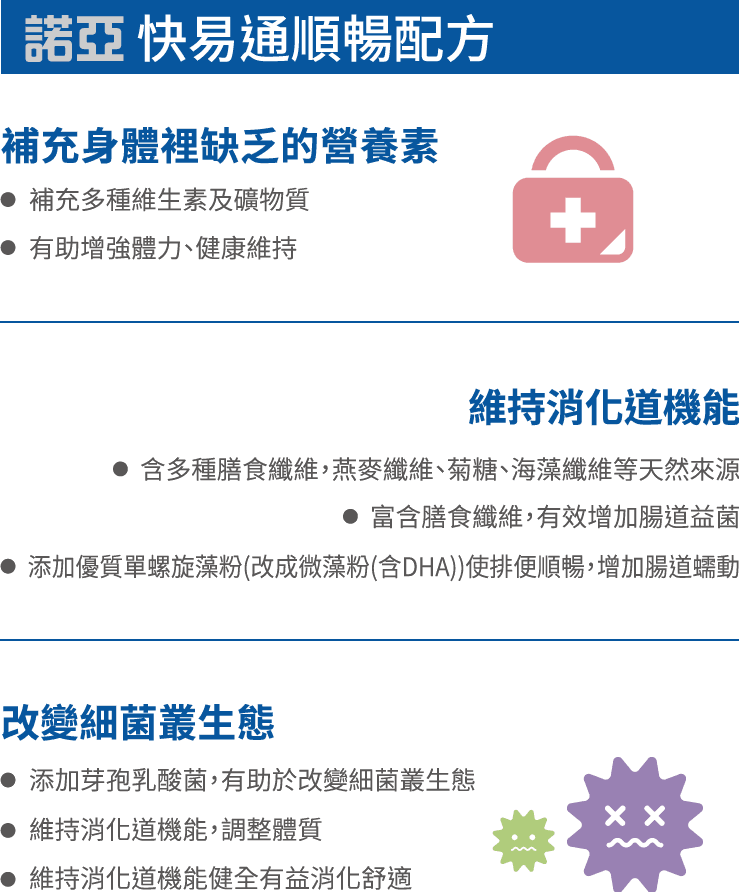 諾亞 快易通順暢配方
補充身體裡缺乏的營養素
● 補充多種維生素及礦物質
● 有助增強體力、健康維持
維持消化道機能
● 含多種膳食纖維，燕麥纖維、菊糖、海藻纖維等天然來源
● 富含膳食纖維，有效增加腸道益菌
● 添加優質單螺旋藻粉(改成微藻粉(含DHA))使排便順暢，增加腸道蠕動
改變細菌叢生態
● 添加芽孢乳酸菌，有助於改變細菌叢生態
● 維持消化道機能，調整體質
● 維持消化道機能健全有益消化舒適